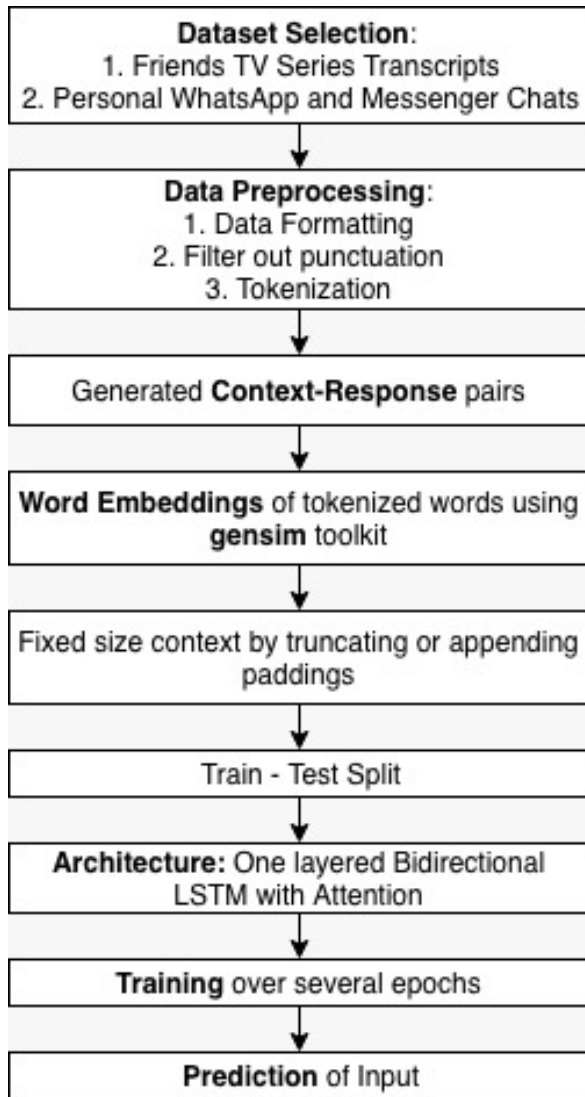 Dataset Selection:
1. Friends TV Series Transcripts
2. Personal WhatsApp and Messenger Chats
Data Preprocessing:
1. Data Formatting
2. Filter out punctuation
3. Tokenization
Generated Context-Response pairs
Word Embeddings of tokenized words using
gensim toolkit
Fixed size context by truncating or appending
paddings
Train - Test Split
Architecture: One layered Bidirectional
LSTM with Attention
Training over several epochs
Prediction of Input